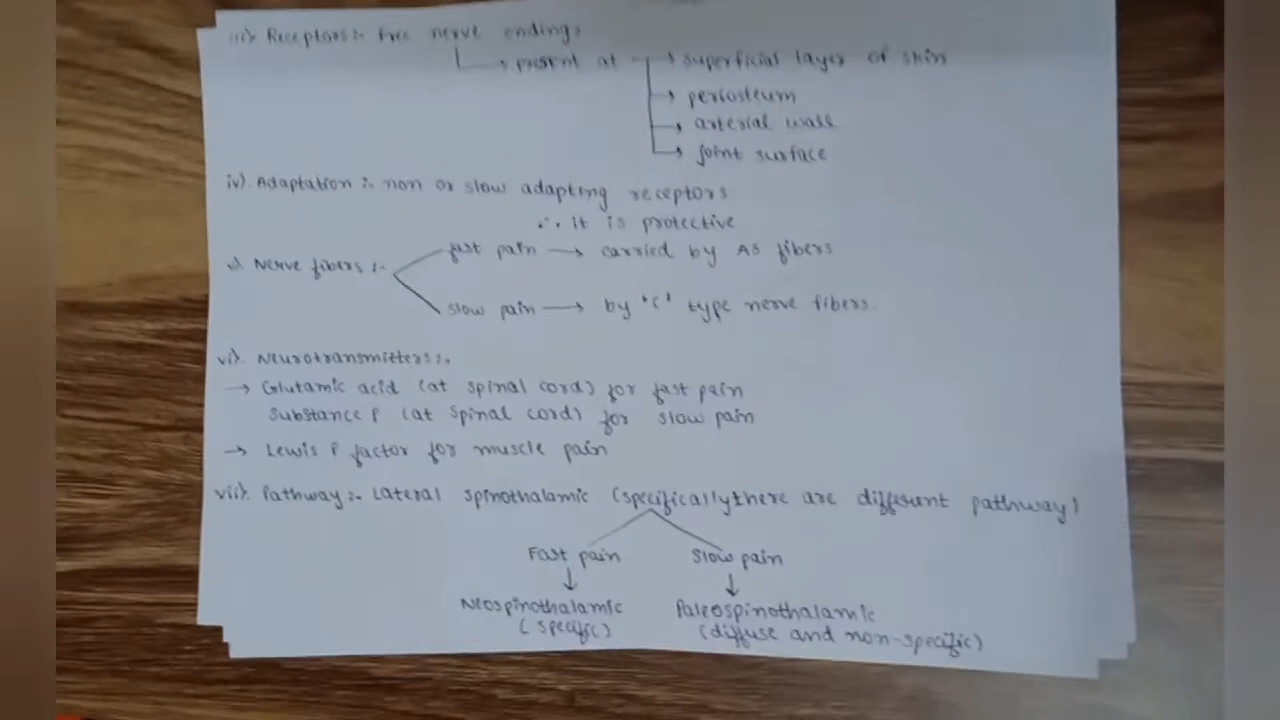 iii). Receptors :- free nerve ending.
→ present at → superficial layer of skin
→ periosteum
→ arterial wall
→ joint surface
iv). Adaptation :- non or slow adapting receptors
∴ it is protective
v). Nerve fibers :-
fast pain → carried by Aδ fibers
slow pain → by 'C' type nerve fibers.
vi). Neurotransmitters :-
→ Glutamic acid (at spinal cord) for fast pain
Substance P (at spinal cord) for slow pain
→ Lewis P factor for muscle pain
vii). Pathway :- Lateral spinothalamic (specifically there are different pathway)
Fast pain Slow pain
↓ ↓
Neospinothalamic Paleospinothalamic
(specific) (diffuse and non-specific)